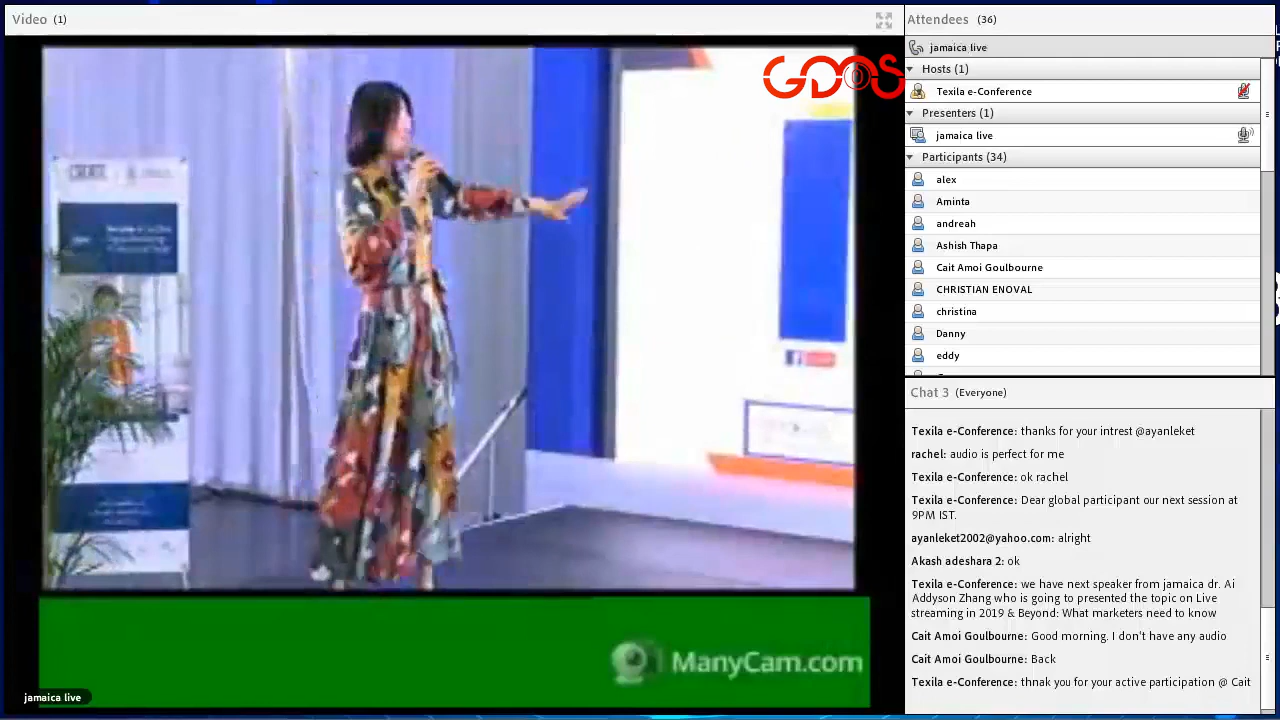 Video (1)
GDOS
ManyCam.com
jamaica live
Attendees (36)
jamaica live
Hosts (1)
Texila e-Conference
Presenters (1)
jamaica live
Participants (34)
alex
Aminta
andreah
Ashish Thapa
Cait Amoi Goulbourne
CHRISTIAN ENOVAL
christina
Danny
eddy
Chat 3 (Everyone)
Texila e-Conference: thanks for your intrest @ayanleket
rachel: audio is perfect for me
Texila e-Conference: ok rachel
Texila e-Conference: Dear global participant our next session at
9PM IST.
ayanleket2002@yahoo.com: alright
Akash adeshara 2: ok
Texila e-Conference: we have next speaker from jamaica dr. Ai
Addyson Zhang who is going to presented the topic on Live
streaming in 2019 & Beyond: What marketers need to know
Cait Amoi Goulbourne: Good morning. I don't have any audio
Cait Amoi Goulbourne: Back
Texila e-Conference: thnak you for your active participation @ Cait